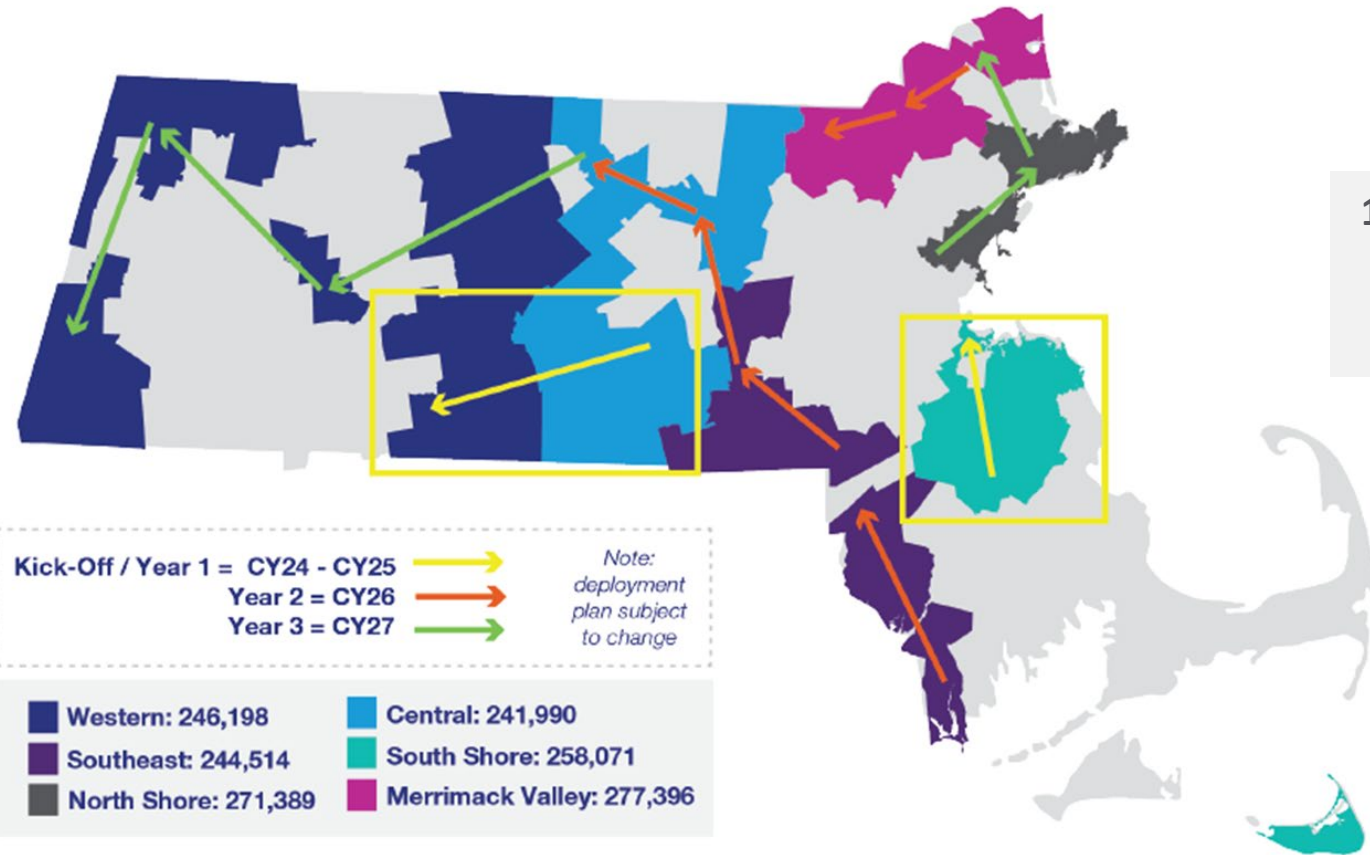 1
Kick-Off / Year 1 = CY24 - CY25
Year 2 = CY26
Year 3 = CY27
Note:
deployment
plan subject
to change
Western: 246,198
Southeast: 244,514
North Shore: 271,389
Central: 241,990
South Shore: 258,071
Merrimack Valley: 277,396